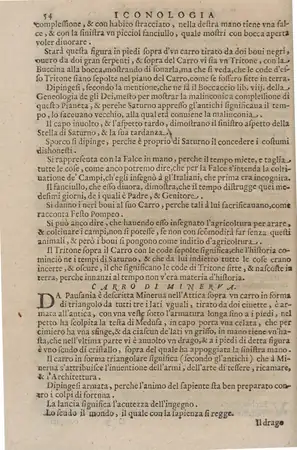 54 ICONOLOGIA
complessione, & con habito stracciato, nella destra mano tiene vna falce, & con la sinistra vn picciol fanciullo, quale mostri con bocca aperta
voler diuorare.
Starà questa figura in piedi sopra d'vn carro tirato da doi boui negri,
ouero da doi gran serpenti, & sopra del Carro vi sia vn Tritone, con la
Buccina alla bocca, mostrando di sonarla, ma che si veda, che le code d'esso Tritone siano sepolte nel piano del Carro, come se fossero fitte in terra.
Dipingesi, secondo la mentione, che ne fa il Boccaccio lib. viij. della
Geneologia de gli Dei, mesto per mostrar la malinconica complessione di
questo Pianeta, & perche Saturno appresso gl'antichi significaua il tempo, lo faceuano vecchio, alla qual età conuiene la malinconia.
Il capo inuolto, & l'aspetto tardo, dimostrano il sinistro aspetto della
Stella di Saturno, & la sua tardanza.
Sporco si dipinge, perche è proprio di Saturno il concedere i costumi
dishonesti.
Si rappresenta con la Falce in mano, perche il tempo miete, e taglia
tutte le cose, come anco potremo dire, che per la Falce s'intenda la coltiuatione de' Campi, ch'egli insegnò à gl'Italiani, che prima era incognita.
Il fanciullo, che esso diuora, dimostra, che il tempo distrugge quei medesimi giorni, de i quali è Padre, & Genitore.
Si danno i neri boui al suo Carro, perche tali à lui sacrificauano, come
racconta Festo Pompeo.
Si può anco dire, che hauendo esso insegnato l'agricoltura per arare,
& coltiuare i campi, non si potesse, se non con scommodità far senza questi
animali, & però i boui si pongono come inditio d'agricoltura.
Il Tritone sopra il Carro con le code sepolte significa, che l'historia cominciò ne i tempi di Saturno, & che da lui indietro tutte le cose erano
incerte, & oscure, il che significano le code di Tritone fitte, & nascoste in
terra, perche innanzi al tempo non v'era materia d'historia.
CARRO DI MINERVA.
DA Pausania è descritta Minerua nell'Attica sopra vn carro in forma
di triangolo da tutti tre i lati vguali, tirato da doi ciuette, & armata all'antica, con vna veste sotto l'armatura longa sino a i piedi, nel
petto hà scolpita la testa di Medusa, in capo porta vna celata, che per
cimiero hà vna sfinge, & da ciascun de' lati vn griffo, in mano tiene vn'hasta, che nell'vltima parte vi è auuolto vn drago, & a i piedi di detta figura
è vno scudo di cristallo, sopra del quale hà appoggiata la sinistra mano.
Il carro in forma triangolare significa (secondo gl'antichi) che à Minerua s'attribuisce l'inuentione dell'armi, dell'arte di tessere, ricamare,
& l'Architettura.
Dipingesi armata, perche l'animo del sapiente sta ben preparato contro i colpi di fortuna.
La lancia significa l'acutezza dell'ingegno.
Lo scudo il mondo, il quale con la sapienza si regge.
Il drago